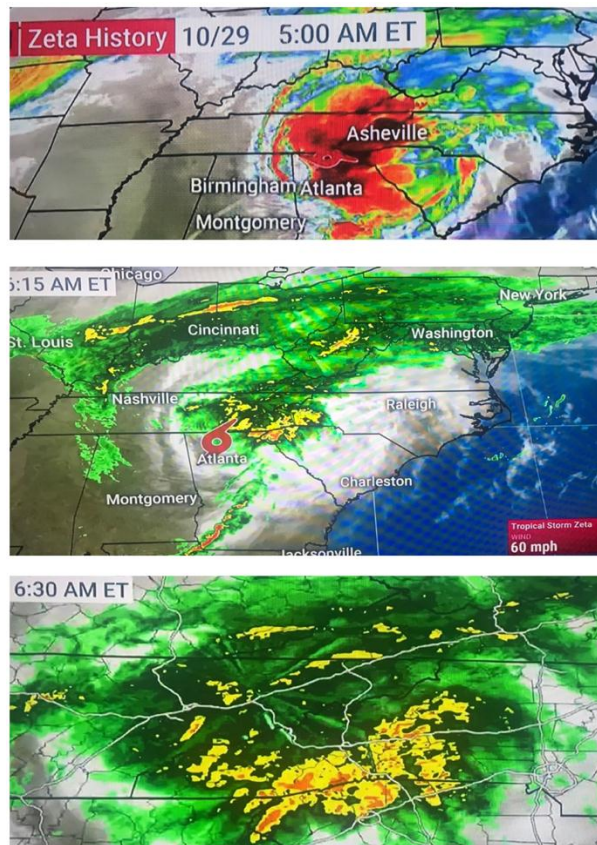 Zeta History 10/29 5:00 AM ET
Asheville
Birmingham Atlanta
Montgomery
6:15 AM ET
Chicago
New York
St. Louis
Cincinnati
Washington
Nashville
Raleigh
Atlanta
Charleston
Montgomery
Tropical Storm Zeta
WIND
60 mph
Jacksonville
6:30 AM ET